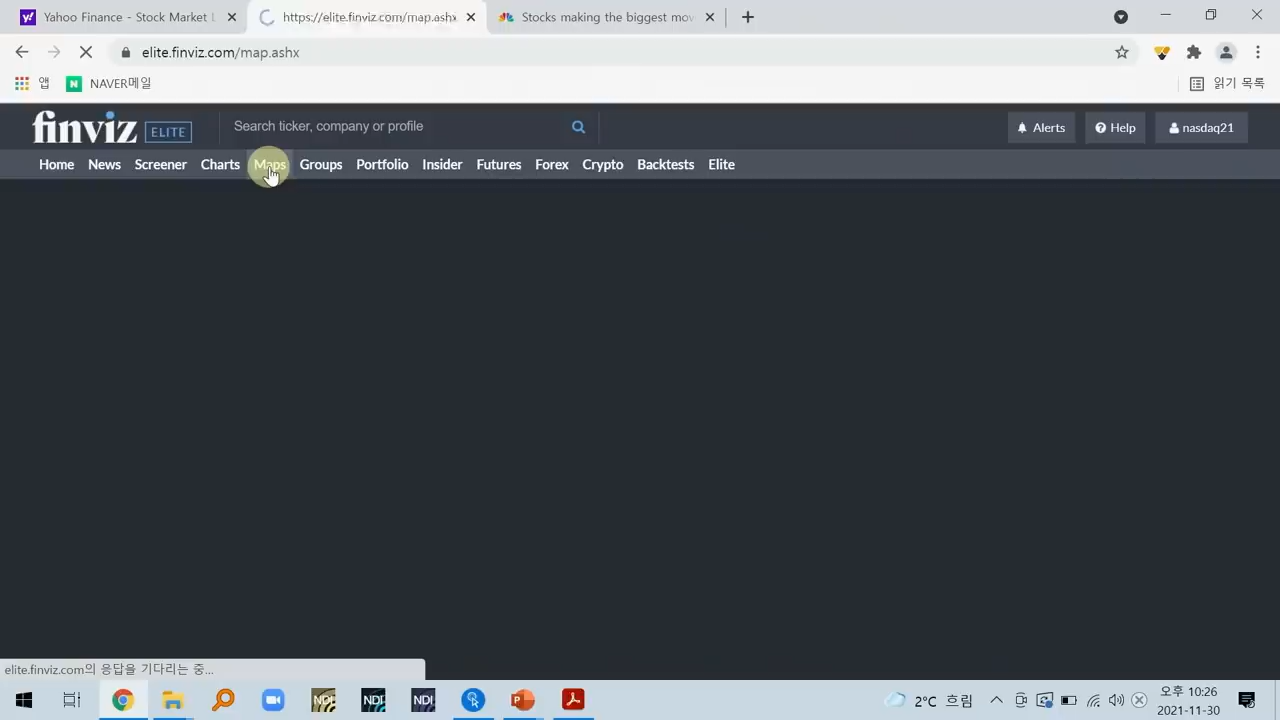 Yahoo Finance - Stock Market L
https://elite.finviz.com/map.ashx
Stocks making the biggest mov
elite.finviz.com/map.ashx
앱
NAVER메일
읽기 목록
finviz ELITE
Search ticker, company or profile
Alerts
Help
nasdaq21
Home News Screener Charts Maps Groups Portfolio Insider Futures Forex Crypto Backtests Elite
elite.finviz.com의 응답을 기다리는 중...
NDI
NDI
NDI
2°C 흐림
오후 10:26
2021-11-30